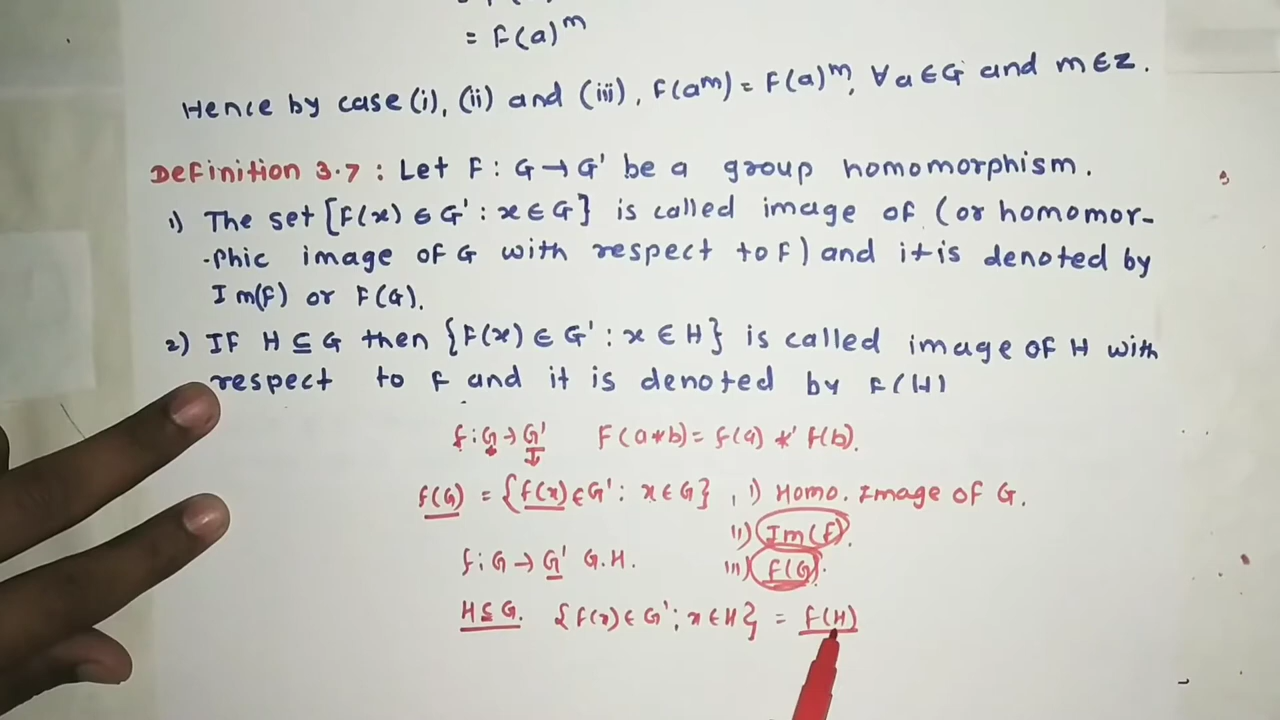 = F(a)^m
Hence by case (i), (ii) and (iii), F(a^m) = F(a)^m, ∀ a ∈ G and m ∈ Z.
Definition 3.7 : Let F : G → G' be a group homomorphism.
1) The set [F(x) ∈ G' : x ∈ G} is called image of (or homomor-
-phic image of G with respect to F) and it is denoted by
Im(F) or F(G).
2) IF H ⊆ G then {F(x) ∈ G' : x ∈ H} is called image of H with
respect to F and it is denoted by F(H)
f : G → G' F(a*b) = f(a) *' f(b).
f(G) = {f(x) ∈ G' : x ∈ G} , i) Homo. Image of G.
ii) Im(f).
f : G → G' G.H. iii) f(G).
H ⊆ G. {f(x) ∈ G' ; x ∈ H} = f(H)